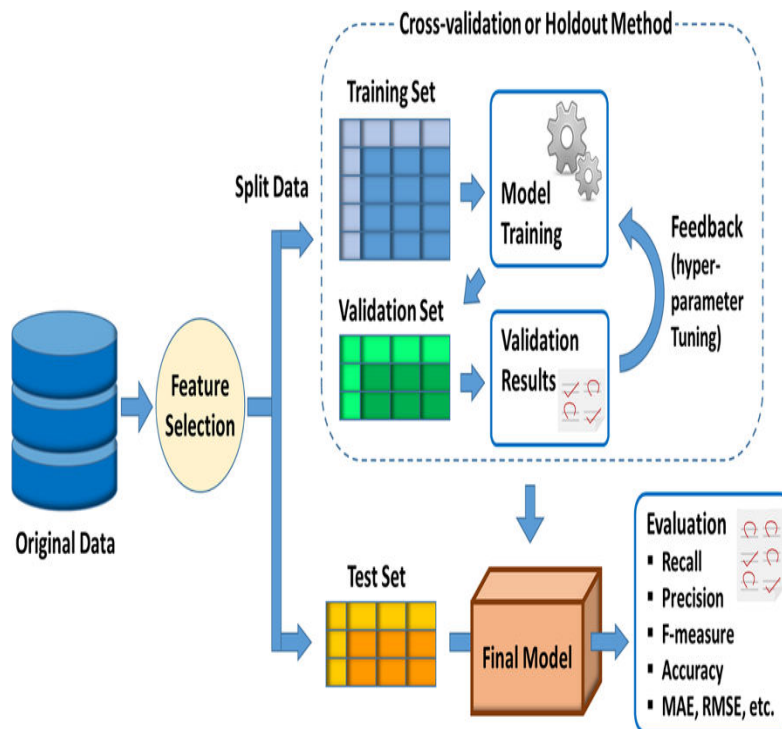 Cross-validation or Holdout Method
Training Set
Split Data
Model
Training
Feedback
(hyper-
parameter
Tuning)
Validation Set
Validation
Results
Feature
Selection
Original Data
Test Set
Final Model
Evaluation
▪ Recall
▪ Precision
▪ F-measure
▪ Accuracy
▪ MAE, RMSE, etc.